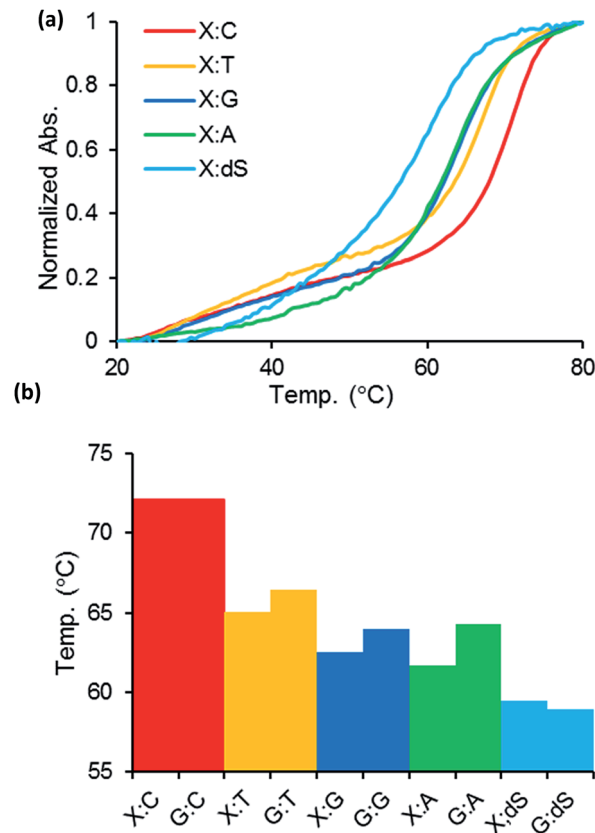 (a)
1
0.8
0.6
0.4
0.2
0
Normalized Abs.
X:C
X:T
X:G
X:A
X:dS
20
40
60
80
Temp. (°C)
(b)
75
70
65
60
55
Temp. (°C)
X:C
G:C
X:T
G:T
X:G
G:G
X:A
G:A
X;dS
G:dS